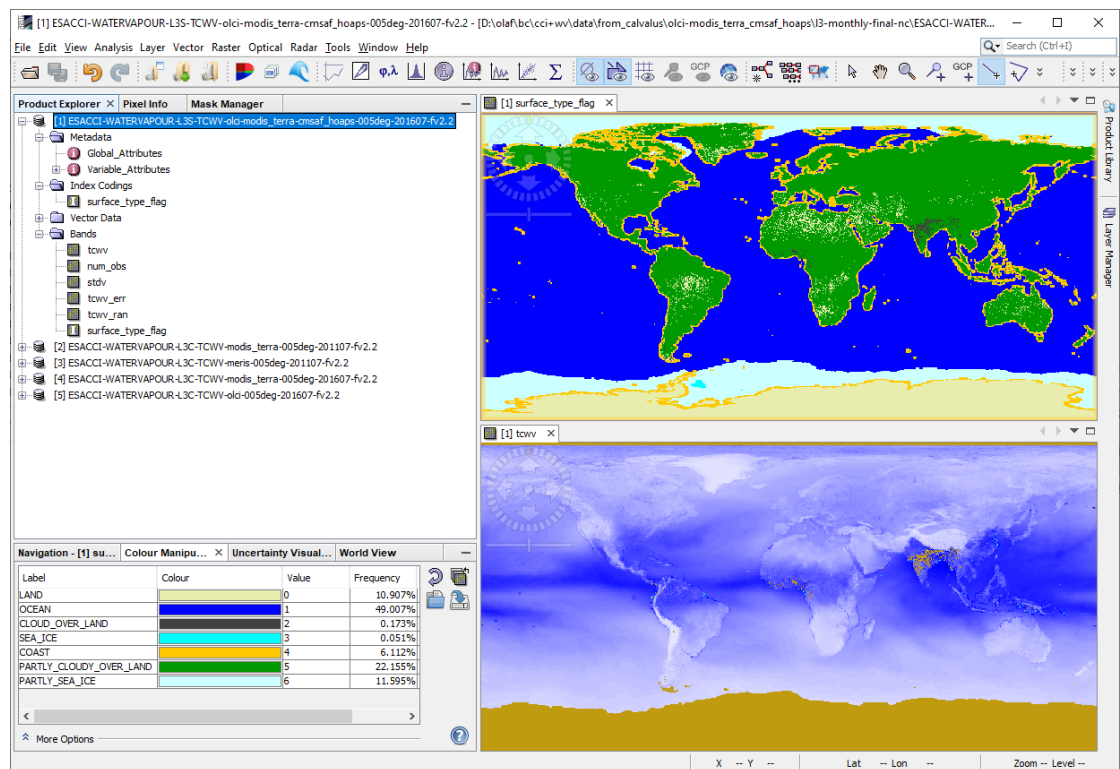 [1] ESACCI-WATERVAPOUR-L3S-TCWV-olci-modis_terra-cmsaf_hoaps-005deg-201607-fv2.2 - [D:\olaf\bc\cci+wv\data\from_calvalus\olci-modis_terra_cmsaf_hoaps\l3-monthly-final-nc\ESACCI-WATER...
File Edit View Analysis Layer Vector Raster Optical Radar Tools Window Help
Search (Ctrl+I)
φ,λ Σ GCP GCP
Product Explorer × Pixel Info Mask Manager
[1] ESACCI-WATERVAPOUR-L3S-TCWV-olci-modis_terra-cmsaf_hoaps-005deg-201607-fv2.2
Metadata
Global_Attributes
Variable_Attributes
Index Codings
surface_type_flag
Vector Data
Bands
tcwv
num_obs
stdv
tcwv_err
tcwv_ran
surface_type_flag
[2] ESACCI-WATERVAPOUR-L3C-TCWV-modis_terra-005deg-201107-fv2.2
[3] ESACCI-WATERVAPOUR-L3C-TCWV-meris-005deg-201107-fv2.2
[4] ESACCI-WATERVAPOUR-L3C-TCWV-modis_terra-005deg-201607-fv2.2
[5] ESACCI-WATERVAPOUR-L3C-TCWV-olci-005deg-201607-fv2.2
[1] surface_type_flag ×
Product Library
Layer Manager
[1] tcwv ×
Navigation - [1] su... Colour Manipu... × Uncertainty Visual... World View
Label Colour Value Frequency
LAND 0 10.907%
OCEAN 1 49.007%
CLOUD_OVER_LAND 2 0.173%
SEA_ICE 3 0.051%
COAST 4 6.112%
PARTLY_CLOUDY_OVER_LAND 5 22.155%
PARTLY_SEA_ICE 6 11.595%
More Options
X -- Y -- Lat -- Lon -- Zoom -- Level --